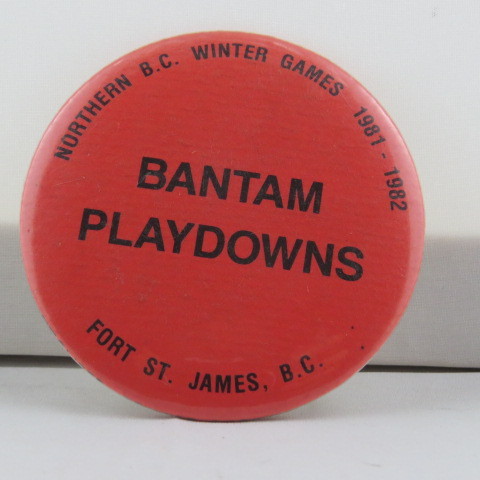 NORTHERN B.C. WINTER GAMES 1981-1982
BANTAM
PLAYDOWNS
FORT ST. JAMES, B.C.